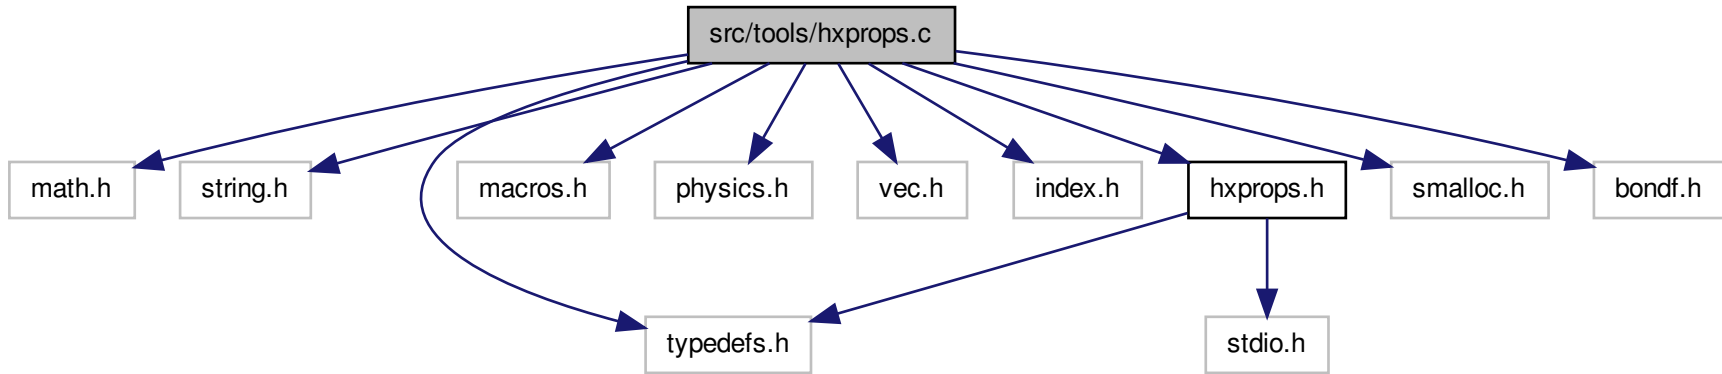 src/tools/hxprops.c
math.h
string.h
macros.h
physics.h
vec.h
index.h
hxprops.h
smalloc.h
bondf.h
typedefs.h
stdio.h